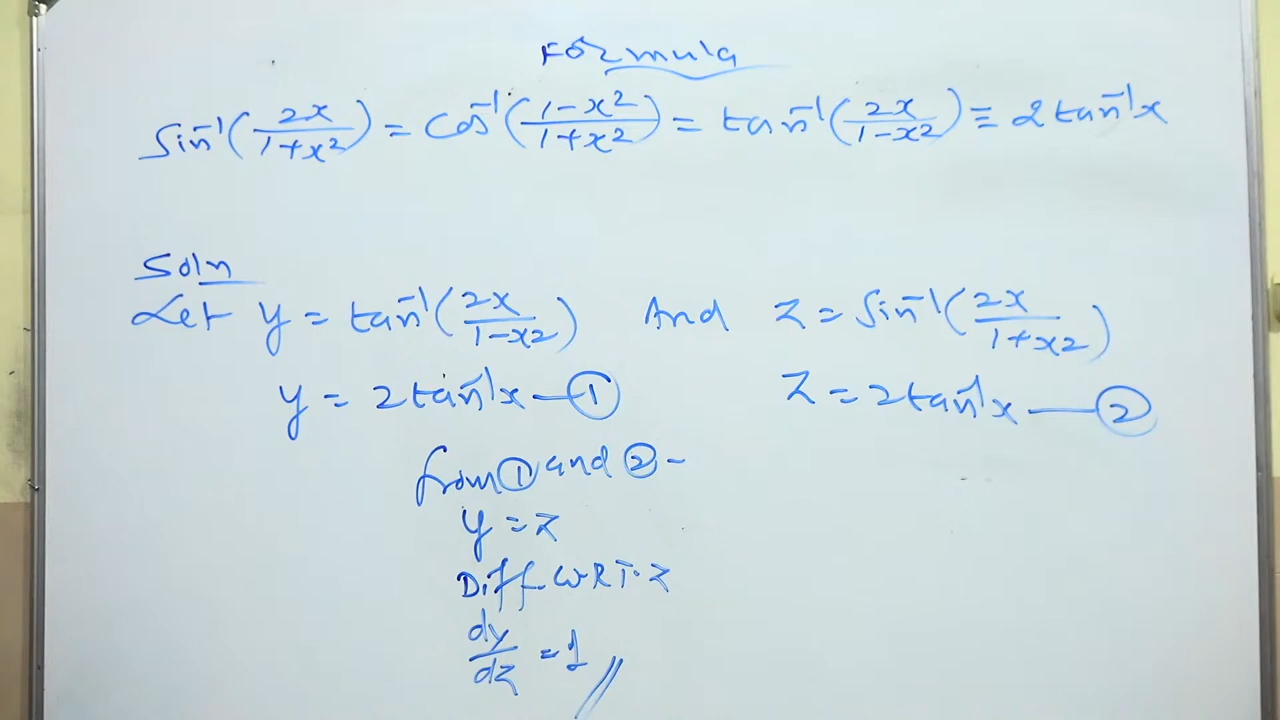 Formula
Sin⁻¹(2x/1+x²) = Cos⁻¹(1-x²/1+x²) = tan⁻¹(2x/1-x²) ≡ 2tan⁻¹x
Soln
Let y = tan⁻¹(2x/1-x²) And z = Sin⁻¹(2x/1+x²)
y = 2tan⁻¹x — ① z = 2tan⁻¹x — ②
from ① and ② -
y = z
Diff. W.R.T. z
dy/dz = 1 //